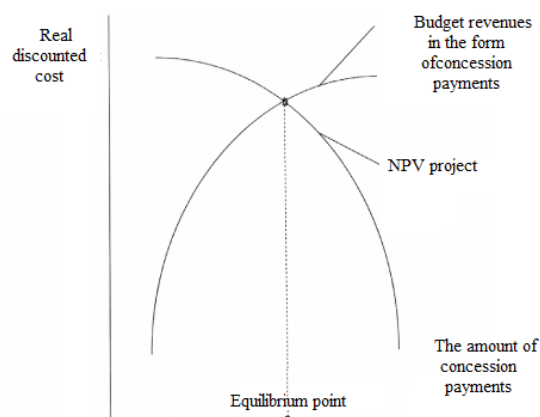 Real
discounted
cost
Budget revenues
in the form
ofconcession
payments
NPV project
The amount of
concession
payments
Equilibrium point